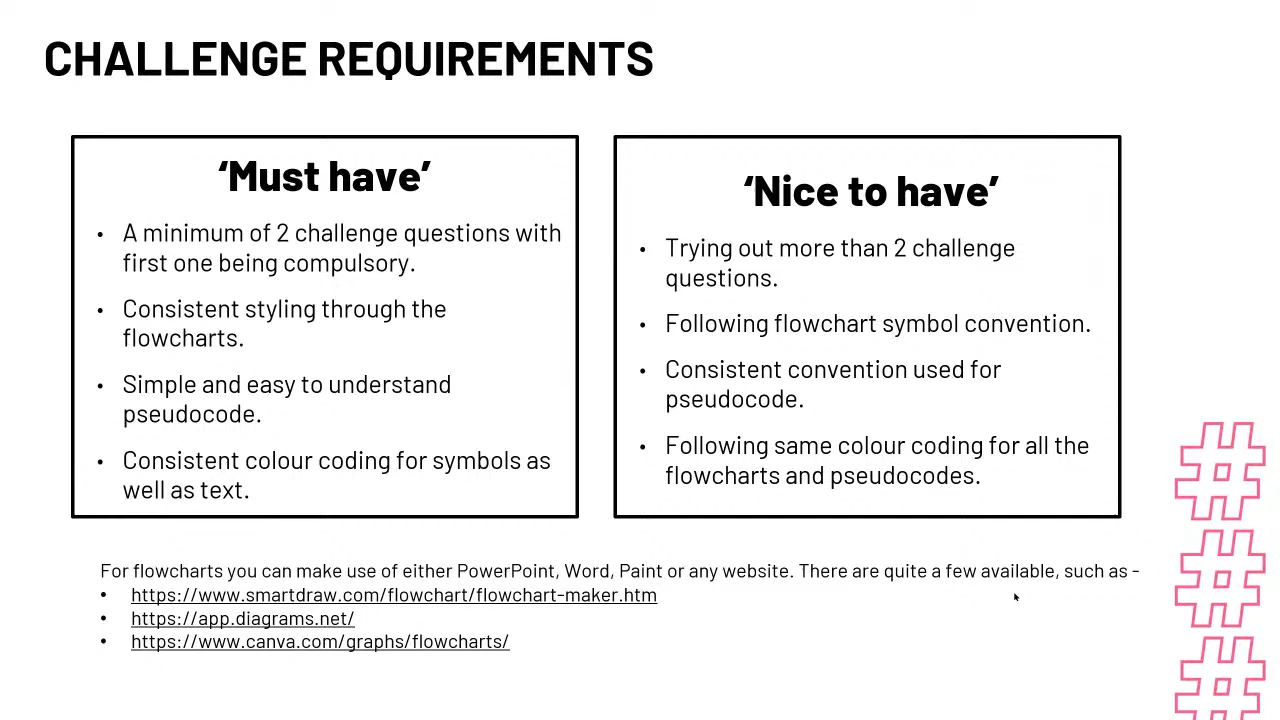 CHALLENGE REQUIREMENTS
‘Must have’
• A minimum of 2 challenge questions with
first one being compulsory.
• Consistent styling through the
flowcharts.
• Simple and easy to understand
pseudocode.
• Consistent colour coding for symbols as
well as text.
‘Nice to have’
• Trying out more than 2 challenge
questions.
• Following flowchart symbol convention.
• Consistent convention used for
pseudocode.
• Following same colour coding for all the
flowcharts and pseudocodes.
For flowcharts you can make use of either PowerPoint, Word, Paint or any website. There are quite a few available, such as -
• https://www.smartdraw.com/flowchart/flowchart-maker.htm
• https://app.diagrams.net/
• https://www.canva.com/graphs/flowcharts/
#
#
#